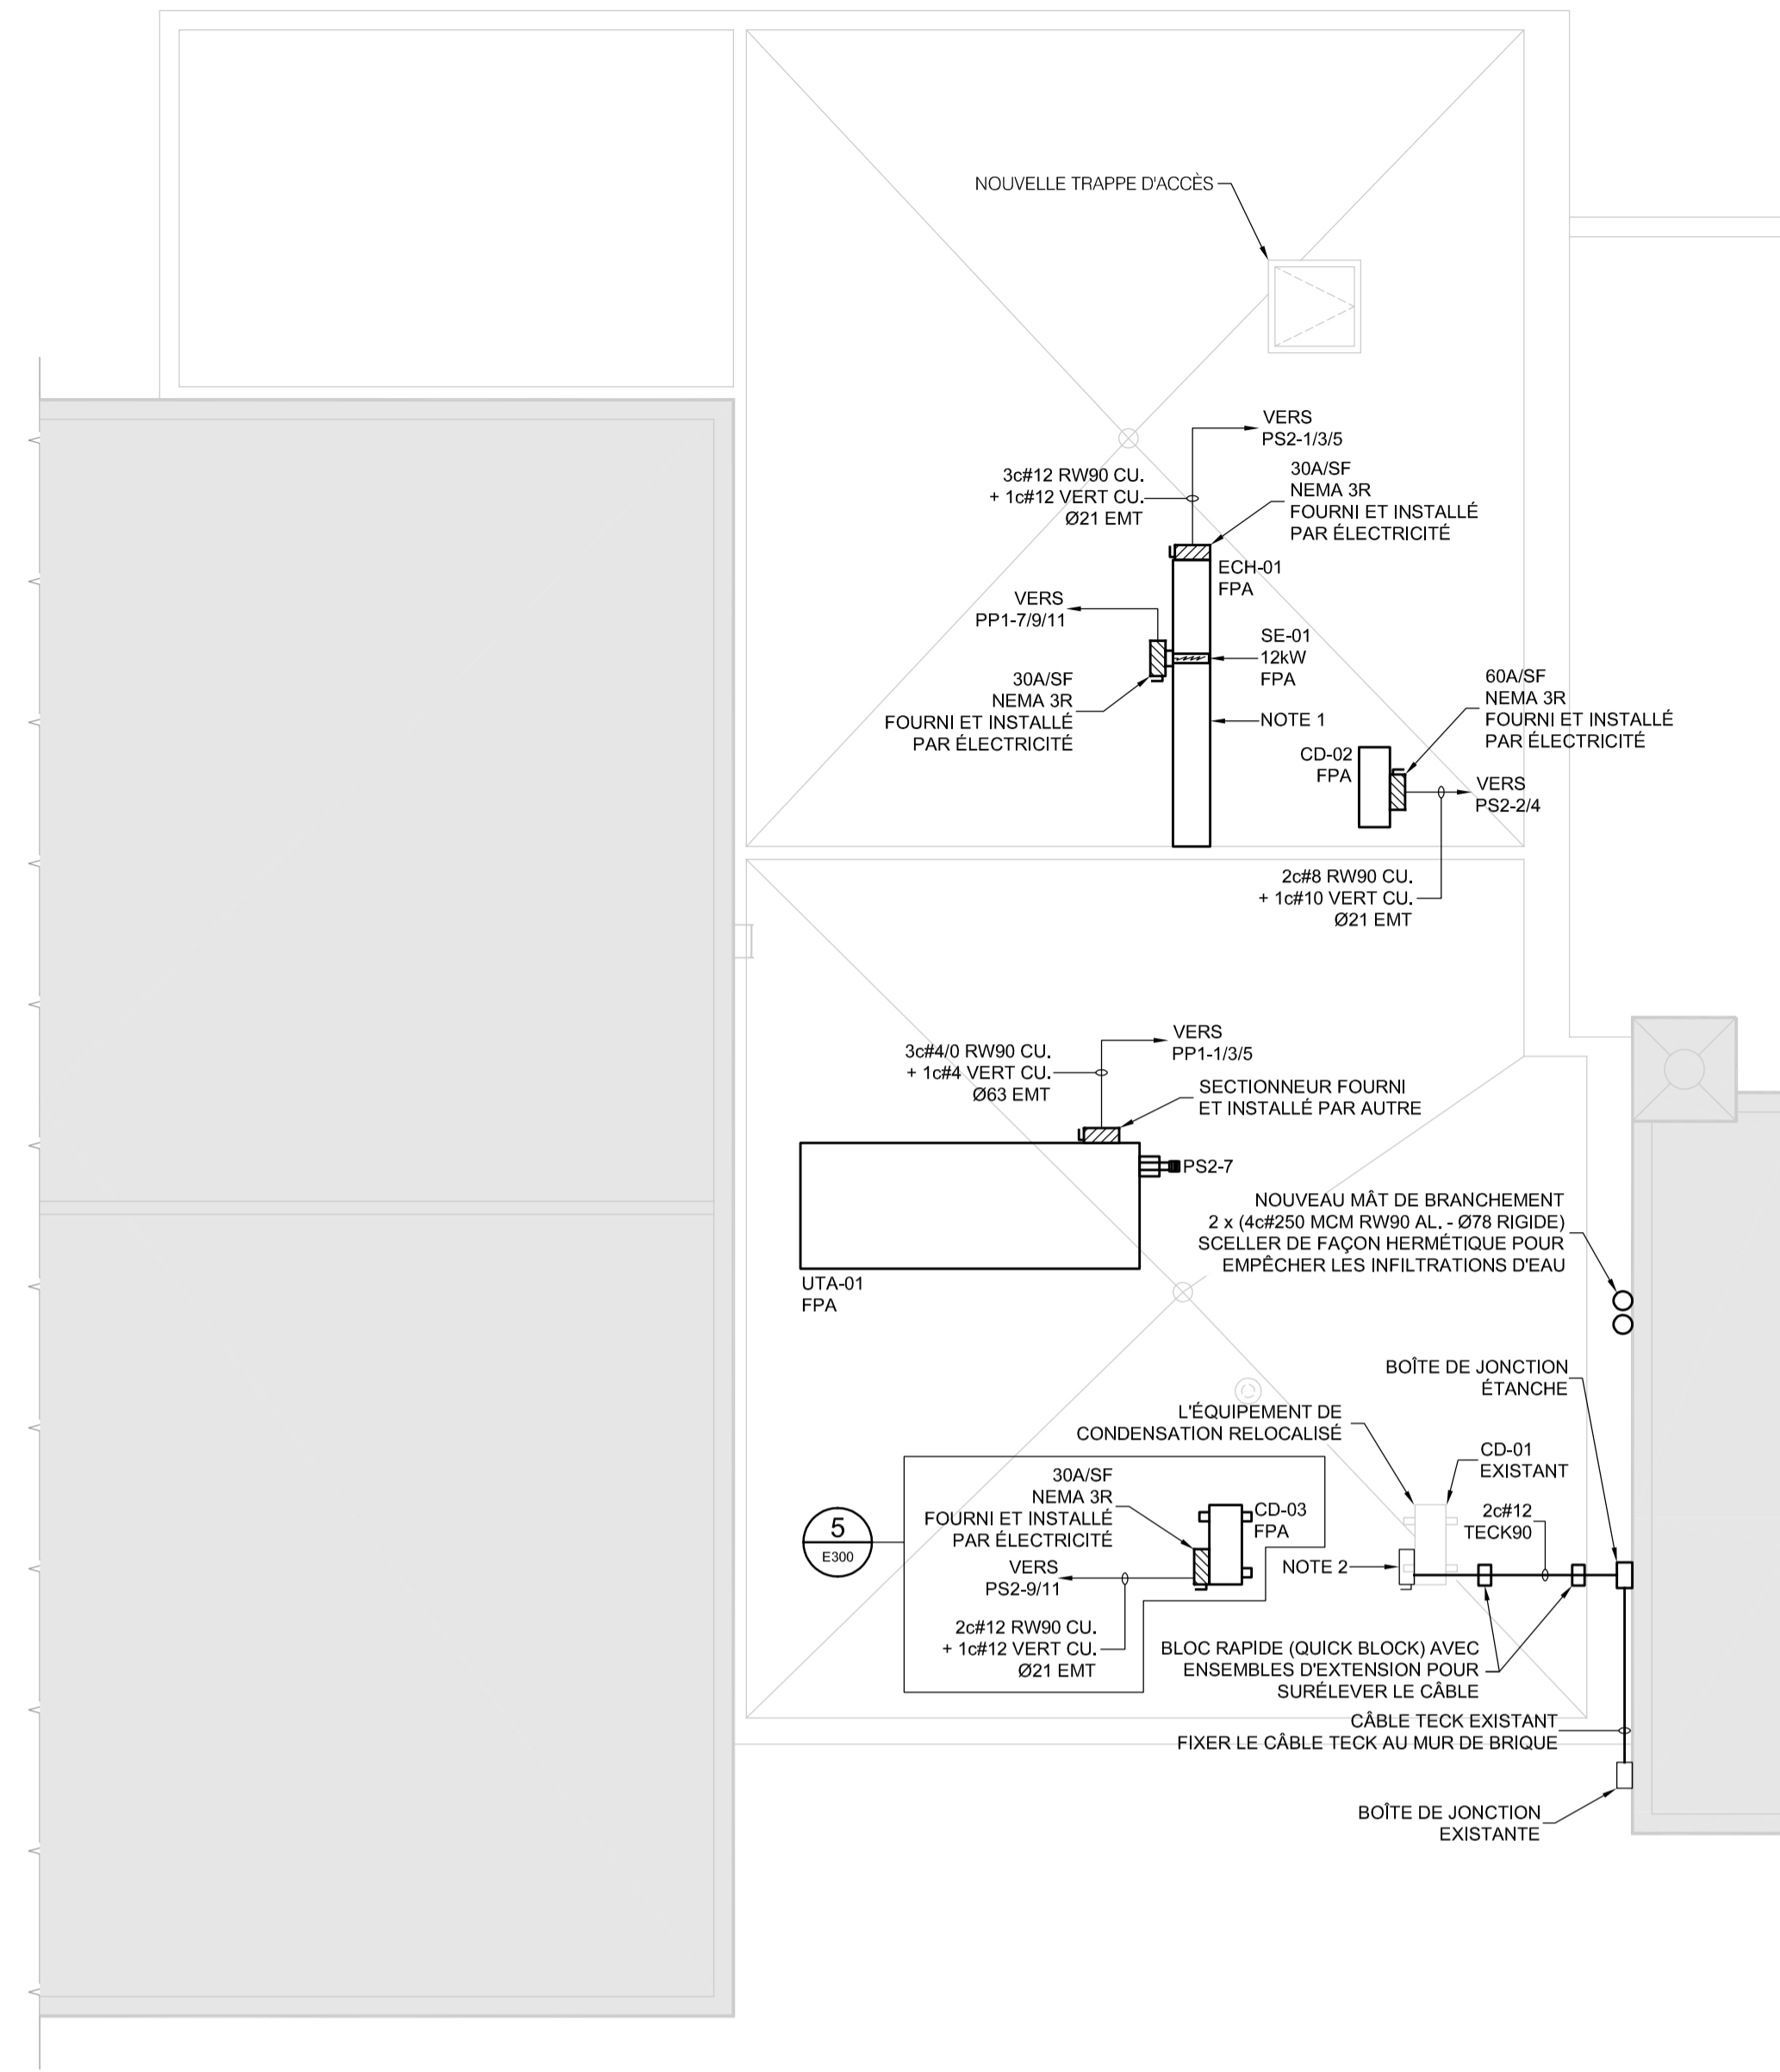 NOUVELLE TRAPPE D'ACCÈS
VERS
PS2-1/3/5
3c#12 RW90 CU.
+ 1c#12 VERT CU.
Ø21 EMT
30A/SF
NEMA 3R
FOURNI ET INSTALLÉ
PAR ÉLECTRICITÉ
ECH-01
FPA
VERS
PP1-7/9/11
SE-01
12kW
FPA
30A/SF
NEMA 3R
FOURNI ET INSTALLÉ
PAR ÉLECTRICITÉ
NOTE 1
60A/SF
NEMA 3R
FOURNI ET INSTALLÉ
PAR ÉLECTRICITÉ
CD-02
FPA
VERS
PS2-2/4
2c#8 RW90 CU.
+ 1c#10 VERT CU.
Ø21 EMT
VERS
PP1-1/3/5
3c#4/0 RW90 CU.
+ 1c#4 VERT CU.
Ø63 EMT
SECTIONNEUR FOURNI
ET INSTALLÉ PAR AUTRE
PS2-7
UTA-01
FPA
NOUVEAU MÂT DE BRANCHEMENT
2 x (4c#250 MCM RW90 AL. - Ø78 RIGIDE)
SCELLER DE FAÇON HERMÉTIQUE POUR
EMPÊCHER LES INFILTRATIONS D'EAU
BOÎTE DE JONCTION
ÉTANCHE
L'ÉQUIPEMENT DE
CONDENSATION RELOCALISÉ
CD-01
EXISTANT
2c#12
TECK90
5
E300
30A/SF
NEMA 3R
FOURNI ET INSTALLÉ
PAR ÉLECTRICITÉ
CD-03
FPA
VERS
PS2-9/11
NOTE 2
2c#12 RW90 CU.
+ 1c#12 VERT CU.
Ø21 EMT
BLOC RAPIDE (QUICK BLOCK) AVEC
ENSEMBLES D'EXTENSION POUR
SURÉLEVER LE CÂBLE
CÂBLE TECK EXISTANT
FIXER LE CÂBLE TECK AU MUR DE BRIQUE
BOÎTE DE JONCTION
EXISTANTE